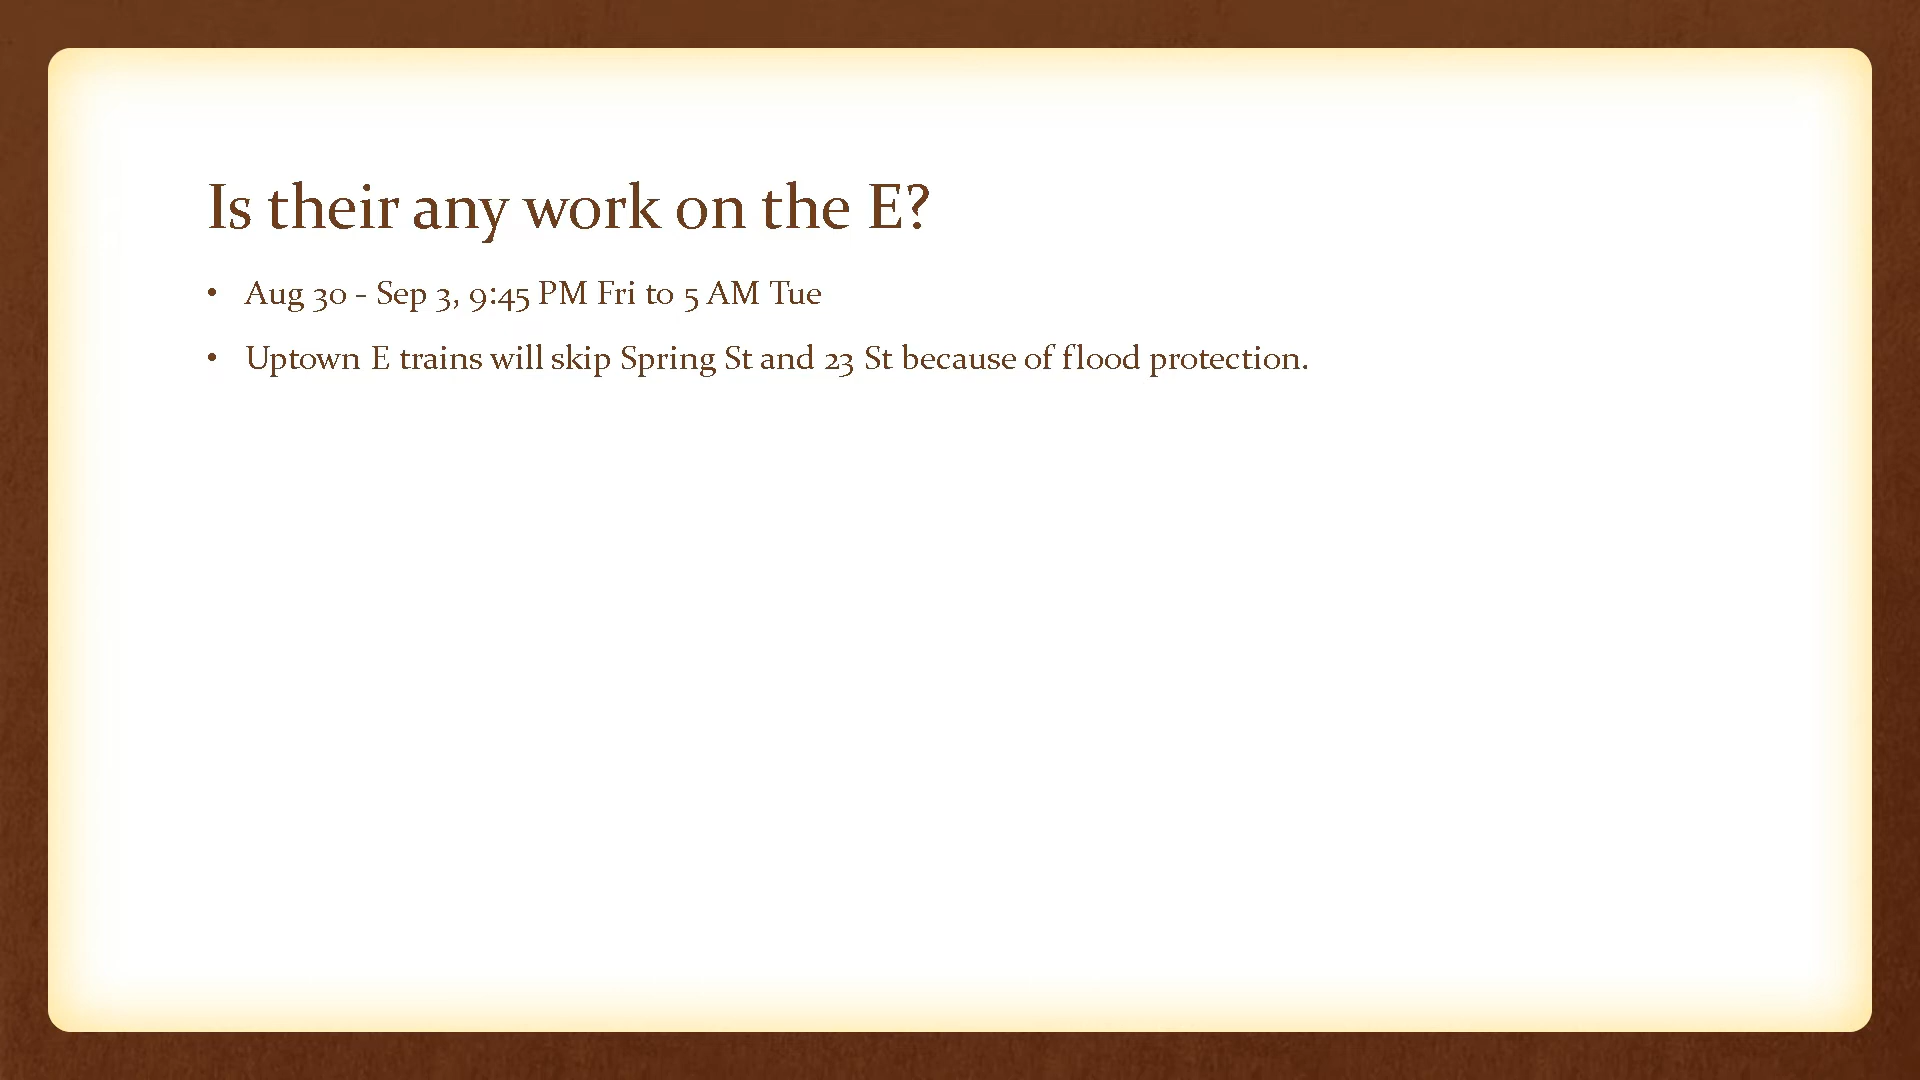 Is their any work on the E?
• Aug 30 - Sep 3, 9:45 PM Fri to 5 AM Tue
• Uptown E trains will skip Spring St and 23 St because of flood protection.